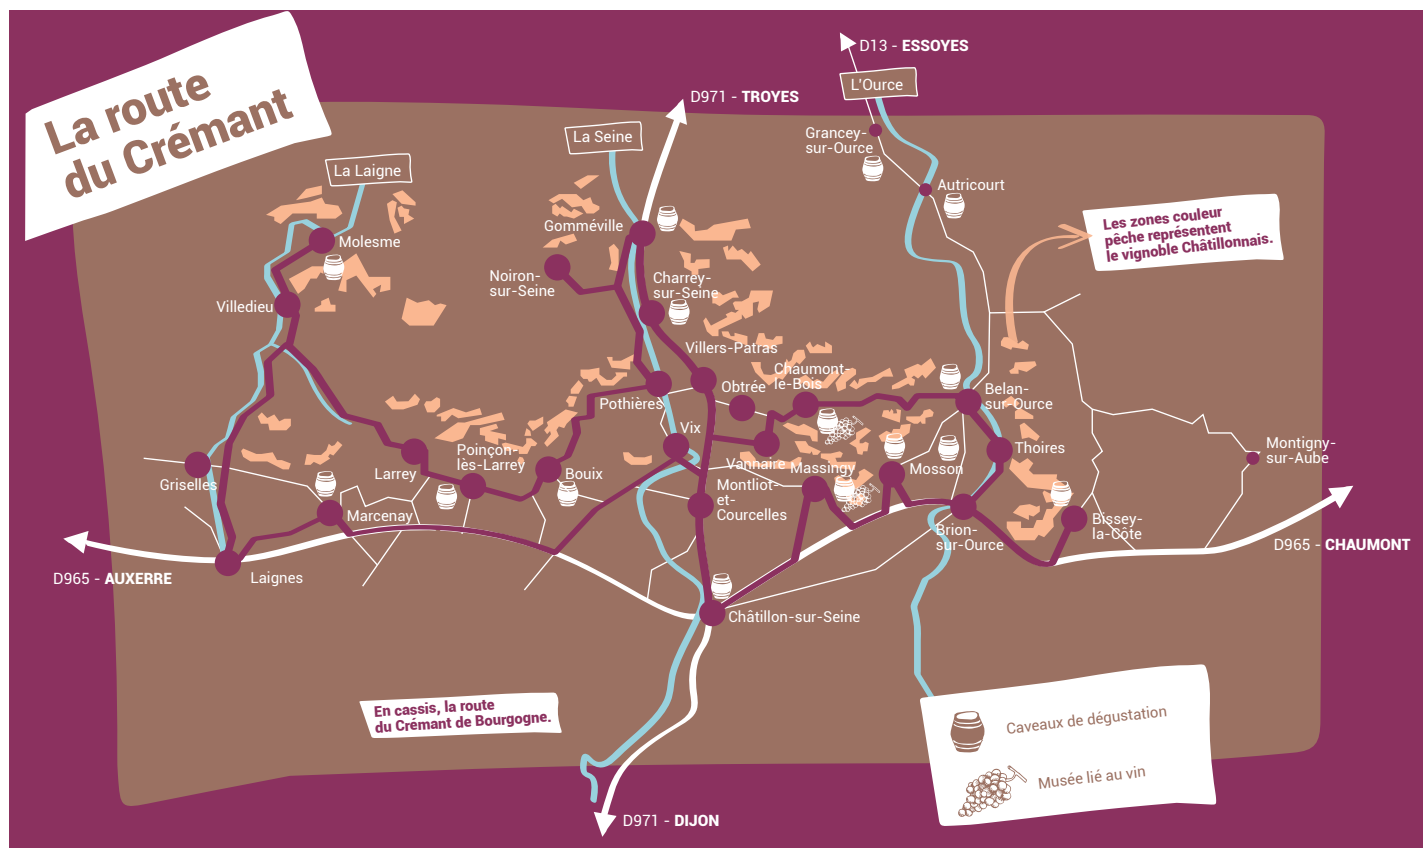 La route
du Crémant
D13 - ESSOYES
L'Ource
D971 - TROYES
La Seine
Grancey-
sur-Ource
La Laigne
Autricourt
Les zones couleur
pêche représentent
le vignoble Châtillonnais.
Gomméville
Molesme
Noiron-
sur-Seine
Charrey-
sur-Seine
Villedieu
Villers-Patras
Chaumont-
le-Bois
Obtrée
Belan-
sur-Ource
Pothières
Vix
Thoires
Montigny-
sur-Aube
Poinçon-
lès-Larrey
Larrey
Bouix
Vannaire
Massingy
Mosson
Griselles
Montliot-
et-
Courcelles
Marcenay
Bissey-
la-Côte
Brion-
sur-Ource
D965 - CHAUMONT
D965 - AUXERRE
Laignes
Châtillon-sur-Seine
En cassis, la route
du Crémant de Bourgogne.
Caveaux de dégustation
Musée lié au vin
D971 - DIJON